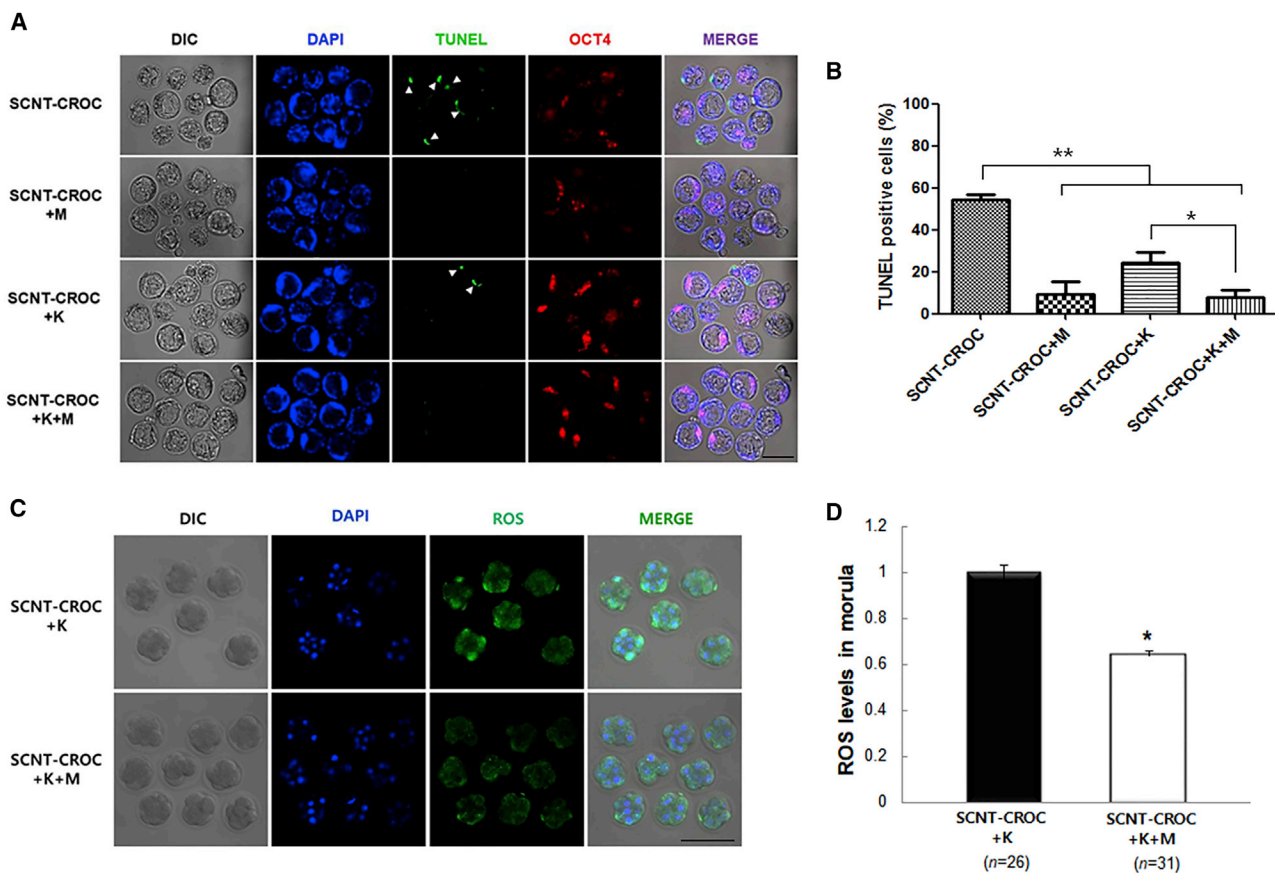 A
DIC DAPI TUNEL OCT4 MERGE
SCNT-CROC
SCNT-CROC
+M
SCNT-CROC
+K
SCNT-CROC
+K+M
B
TUNEL positive cells (%)
100
80
60
40
20
0
**
*
SCNT-CROC
SCNT-CROC+M
SCNT-CROC+K
SCNT-CROC+K+M
C
DIC DAPI ROS MERGE
SCNT-CROC
+K
SCNT-CROC
+K+M
D
ROS levels in morula
1.2
1
0.8
0.6
0.4
0.2
0
*
SCNT-CROC
+K
(n=26)
SCNT-CROC
+K+M
(n=31)